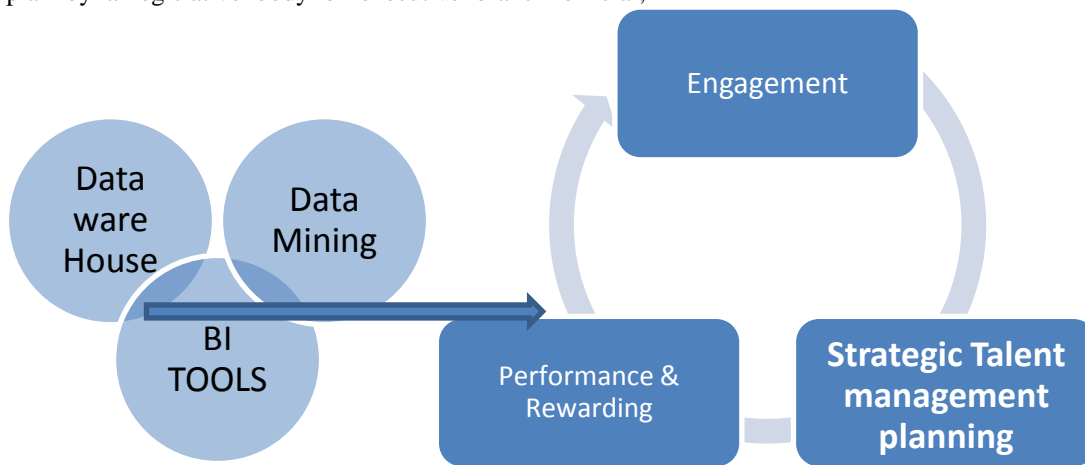 Engagement
Data
ware
House
Data
Mining
BI
TOOLS
Performance &
Rewarding
Strategic Talent
management
planning